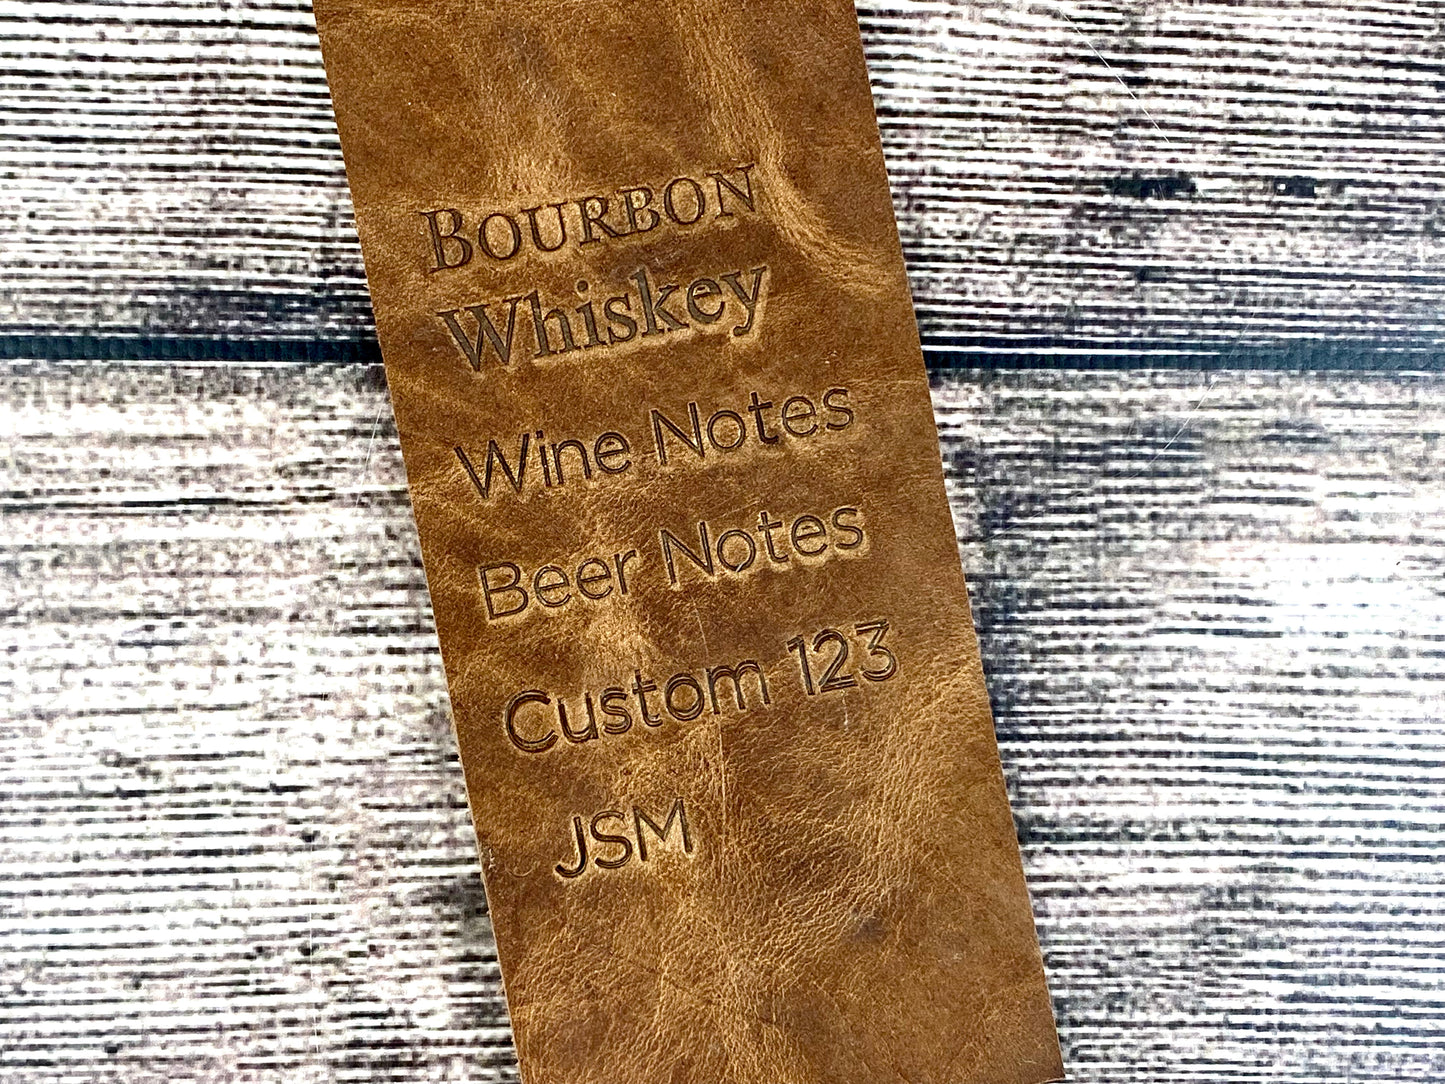 BOURBON
Whiskey
Wine Notes
Beer Notes
Custom 123
JSM